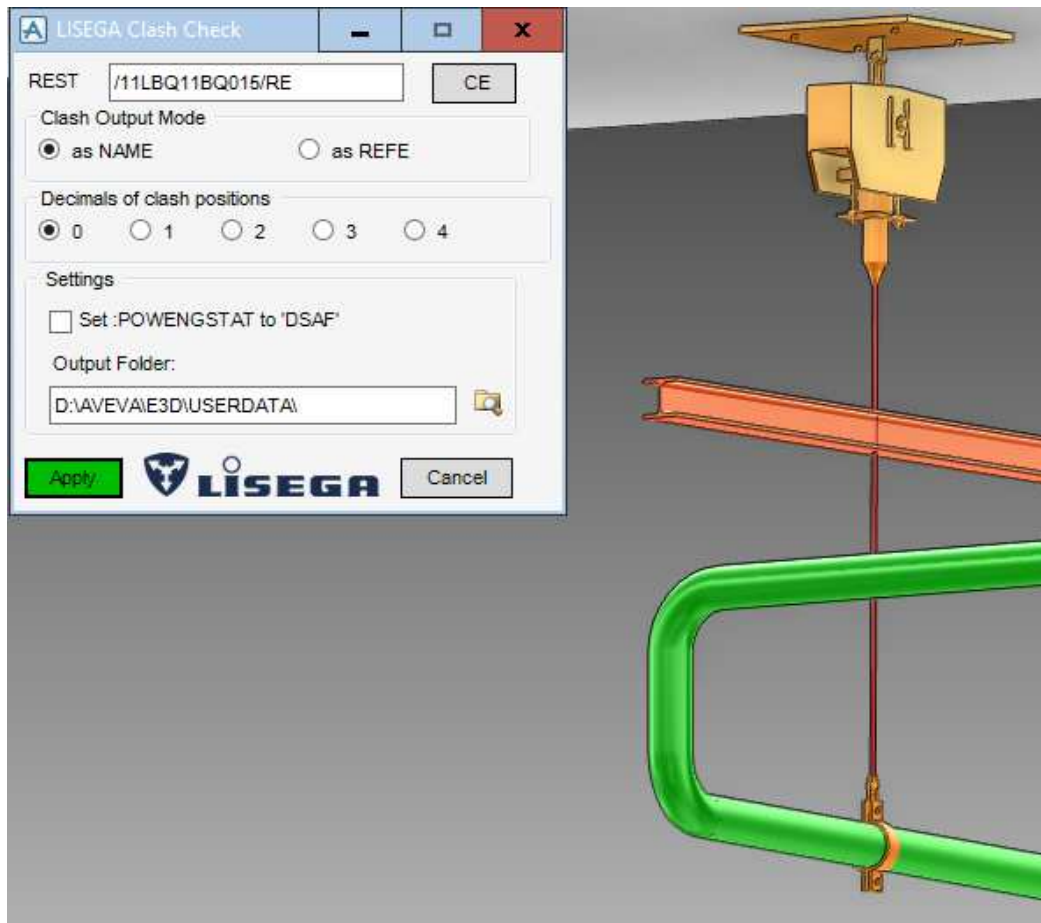 LISEGA Clash Check
REST /11LBQ11BQ015/RE CE
Clash Output Mode
as NAME as REFE
Decimals of clash positions
0 1 2 3 4
Settings
Set :POWENGSTAT to 'DSAF'
Output Folder:
D:\AVEVA\E3D\USERDATA\
Apply LISEGA Cancel